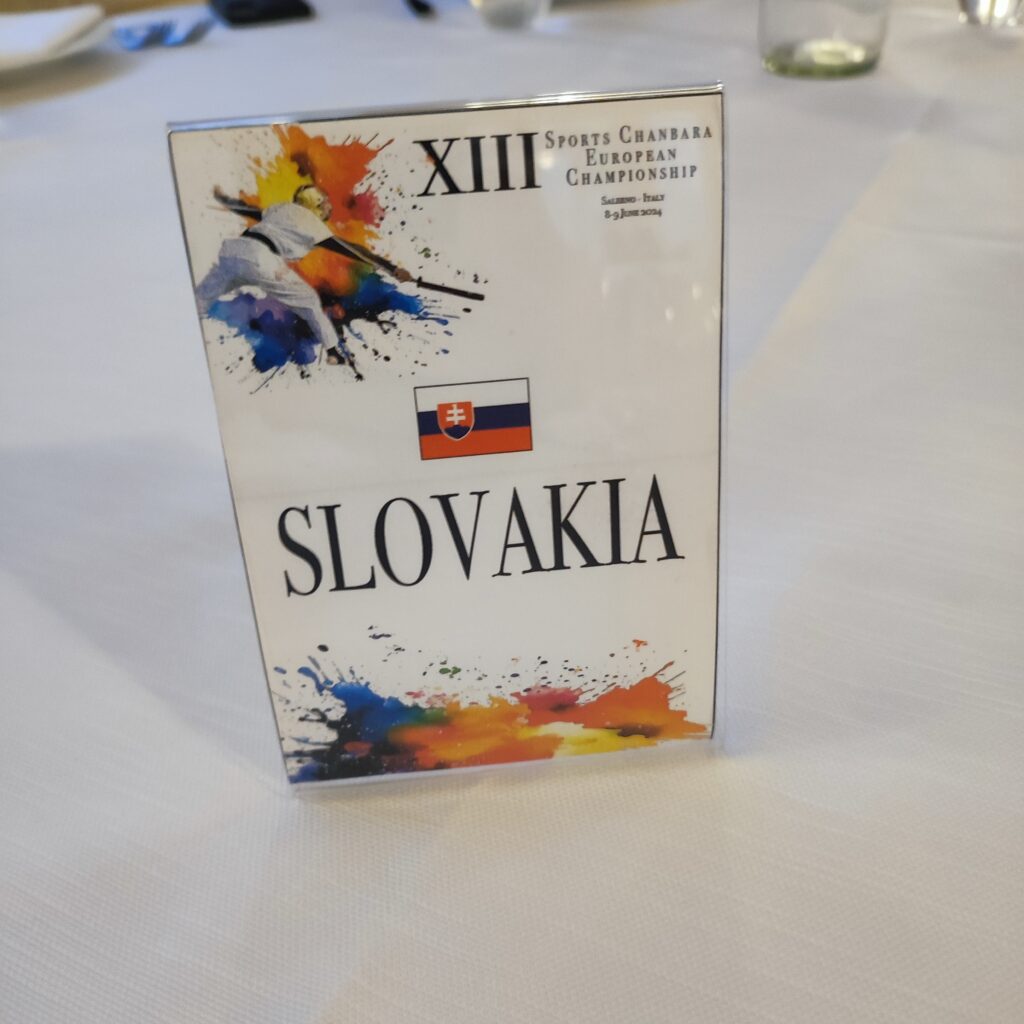 XIII
Sports Chanbara
European
Championship
Salerno - Italy
8-9 June 2024
SLOVAKIA